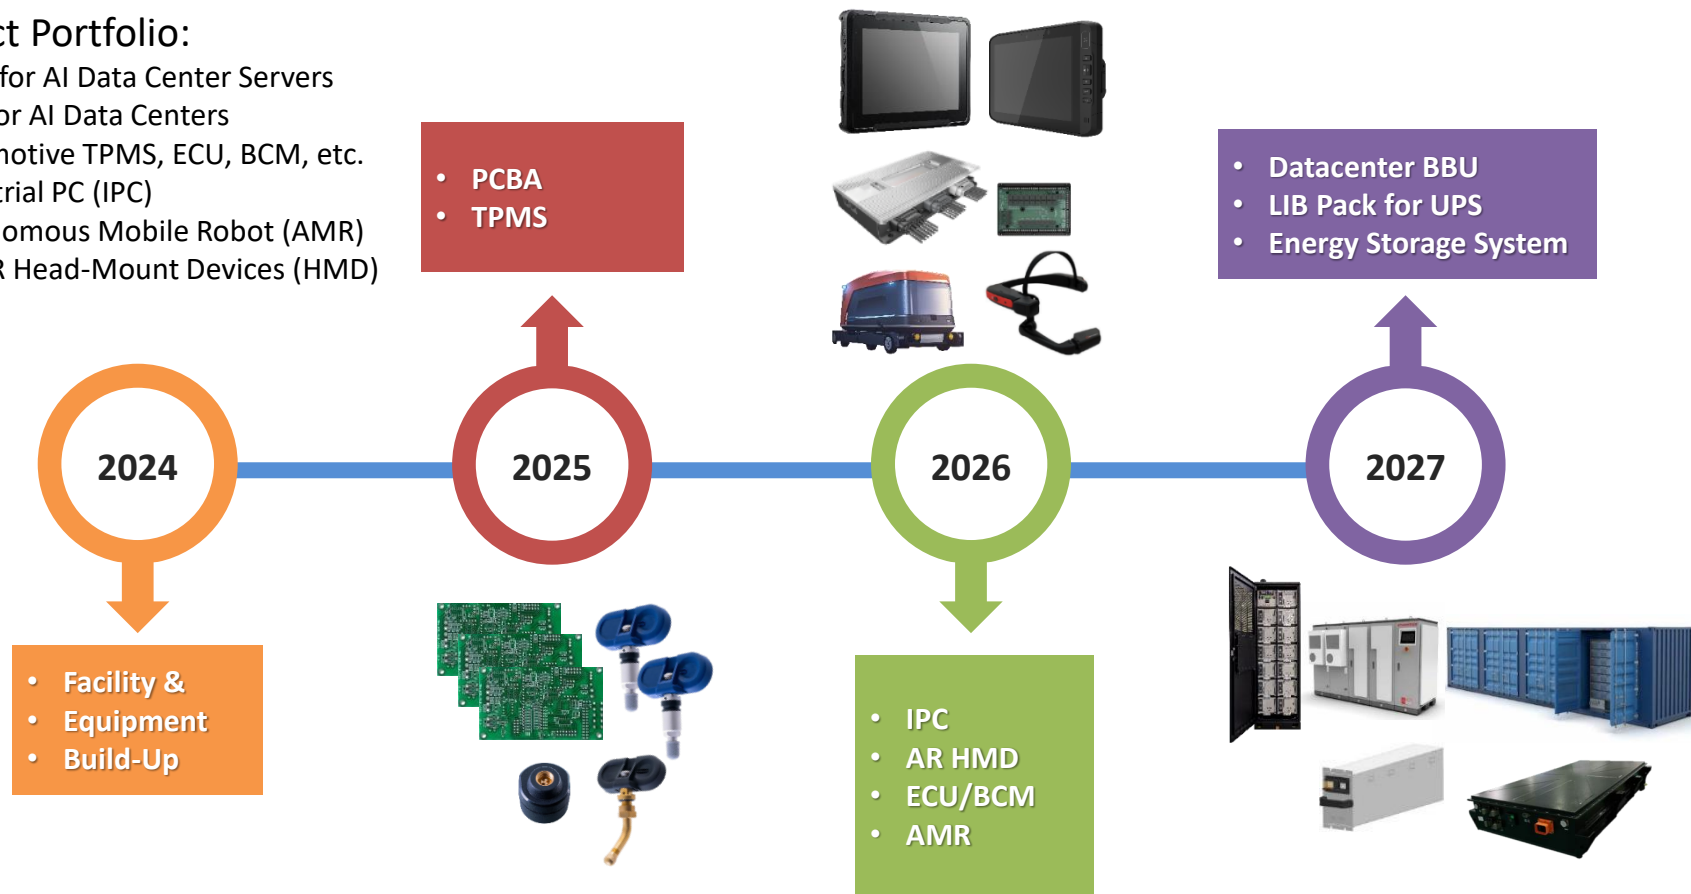 ct Portfolio:
for AI Data Center Servers
or AI Data Centers
motive TPMS, ECU, BCM, etc.
trial PC (IPC)
omous Mobile Robot (AMR)
R Head-Mount Devices (HMD)
• PCBA
• TPMS
• Datacenter BBU
• LIB Pack for UPS
• Energy Storage System
2024
2025
2026
2027
• Facility &
• Equipment
• Build-Up
• IPC
• AR HMD
• ECU/BCM
• AMR